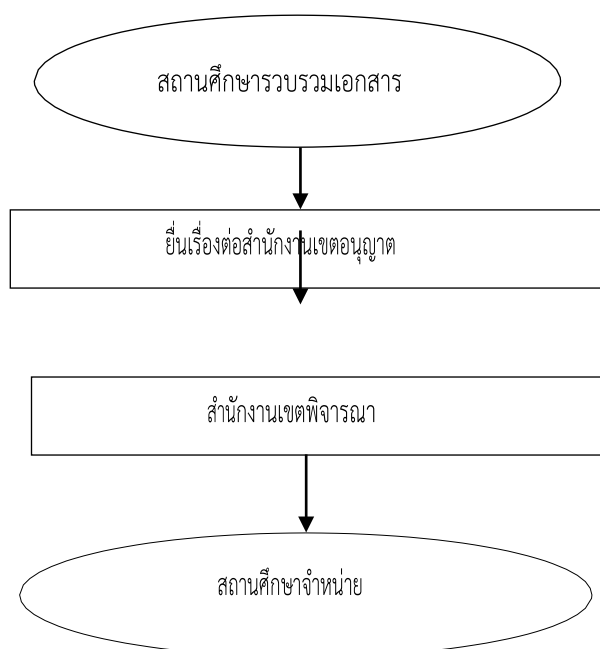 สถานศึกษารวบรวมเอกสาร
ยื่นเรื่องต่อสำนักงานเขตอนุญาต
สำนักงานเขตพิจารณา
สถานศึกษาจำหน่าย